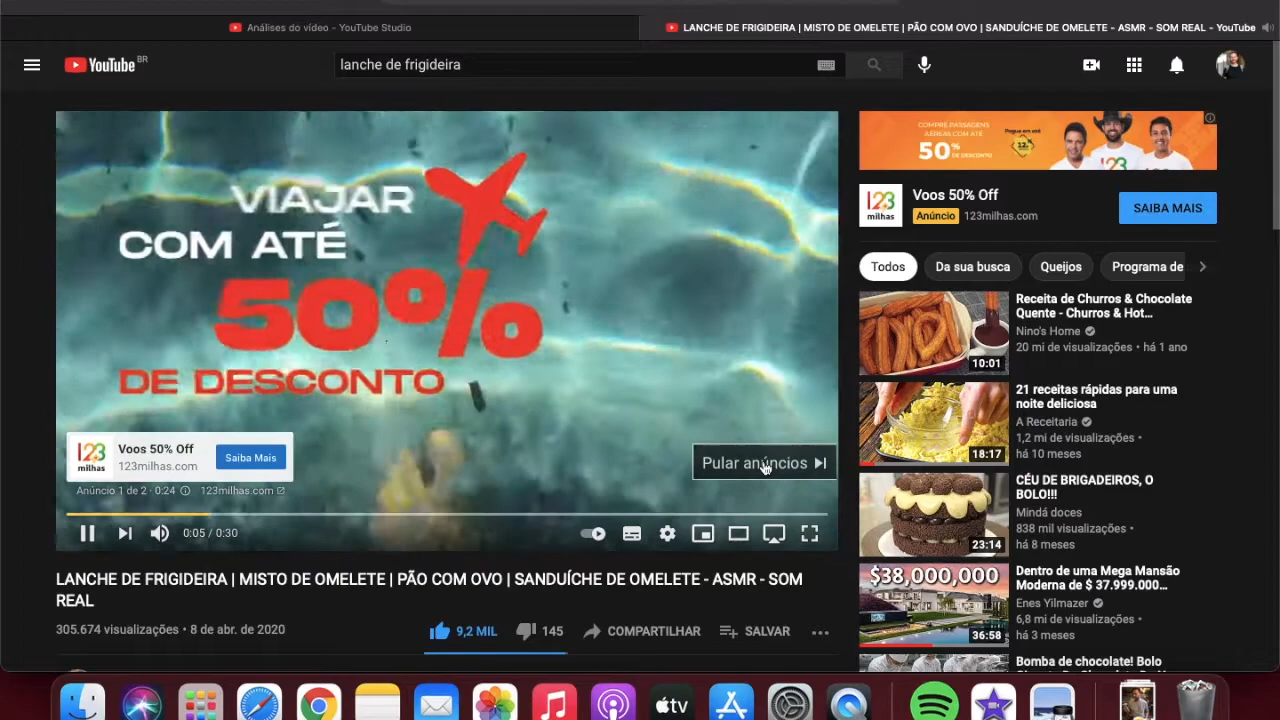 Análises do vídeo - YouTube Studio
LANCHE DE FRIGIDEIRA | MISTO DE OMELETE | PÃO COM OVO | SANDUÍCHE DE OMELETE - ASMR - SOM REAL - YouTube
YouTube BR
lanche de frigideira
VIAJAR
COM ATÉ
50%
DE DESCONTO
123 milhas
Voos 50% Off
123milhas.com
Saiba Mais
Anúncio 1 de 2 · 0:24
123milhas.com
Pular anúncios
0:05 / 0:30
LANCHE DE FRIGIDEIRA | MISTO DE OMELETE | PÃO COM OVO | SANDUÍCHE DE OMELETE - ASMR - SOM
REAL
305.674 visualizações • 8 de abr. de 2020
9,2 MIL
145
COMPARTILHAR
SALVAR
COMPRE PASSAGENS
AÉREAS COM ATÉ
50%
DE DESCONTO
Pague em até
12x
123
123 milhas
Voos 50% Off
Anúncio 123milhas.com
SAIBA MAIS
Todos
Da sua busca
Queijos
Programa de
10:01
Receita de Churros & Chocolate
Quente - Churros & Hot...
Nino's Home
20 mi de visualizações • há 1 ano
18:17
21 receitas rápidas para uma
noite deliciosa
A Receitaria
1,2 mi de visualizações •
há 10 meses
23:14
CÉU DE BRIGADEIROS, O
BOLO!!!
Mindá doces
838 mil visualizações •
há 8 meses
$38,000,000
36:58
Dentro de uma Mega Mansão
Moderna de $ 37.999.000...
Enes Yilmazer
6,8 mi de visualizações •
há 3 meses
Bomba de chocolate! Bolo
tv